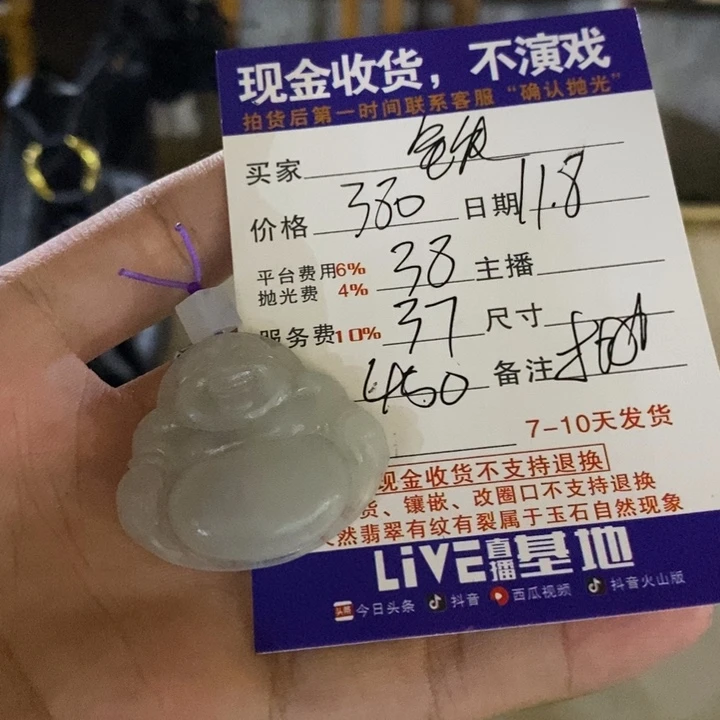 现金收货，不演戏
拍货后第一时间联系客服“确认抛光”
买家
价格 380 日期 11.8
平台费用6% 38 主播
抛光费 4%
服务费10% 37 尺寸
450 备注
7-10天发货
现金收货不支持退换
货、镶嵌、改圈口不支持退换
然翡翠有纹有裂属于玉石自然现象
LiVE直播基地
头条 今日头条 抖音 西瓜视频 抖音火山版